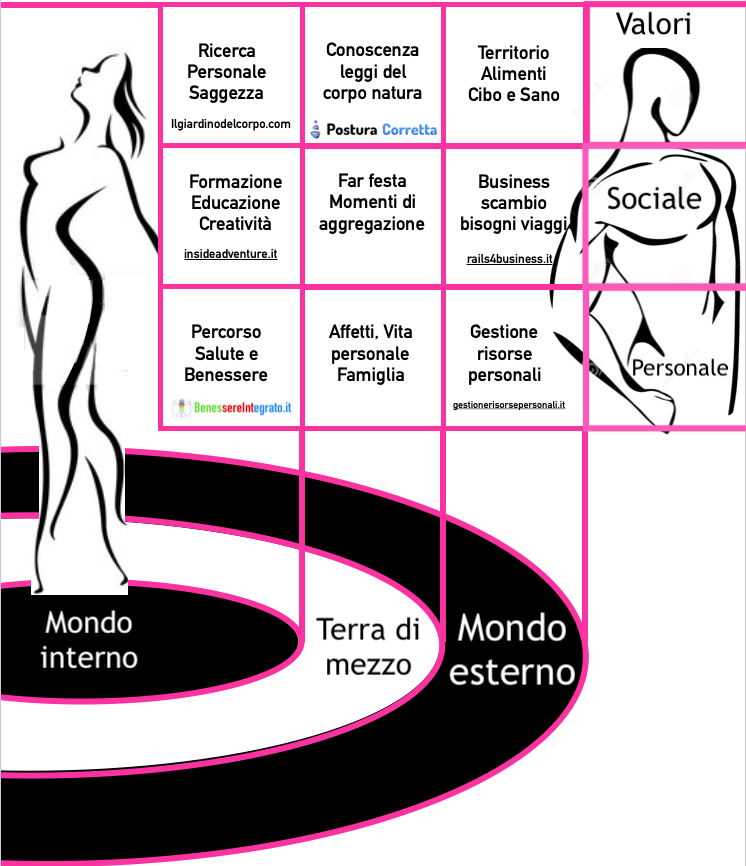 Ricerca
Personale
Saggezza
Ilgiardinodelcorpo.com
Conoscenza
leggi del
corpo natura
Postura Corretta
Territorio
Alimenti
Cibo e Sano
Valori
Formazione
Educazione
Creatività
insideadventure.it
Far festa
Momenti di
aggregazione
Business
scambio
bisogni viaggi
rails4business.it
Sociale
Percorso
Salute e
Benessere
BenessereIntegrato.it
Affetti, Vita
personale
Famiglia
Gestione
risorse
personali
gestionerisorsepersonali.it
Personale
Mondo
interno
Terra di
mezzo
Mondo
esterno